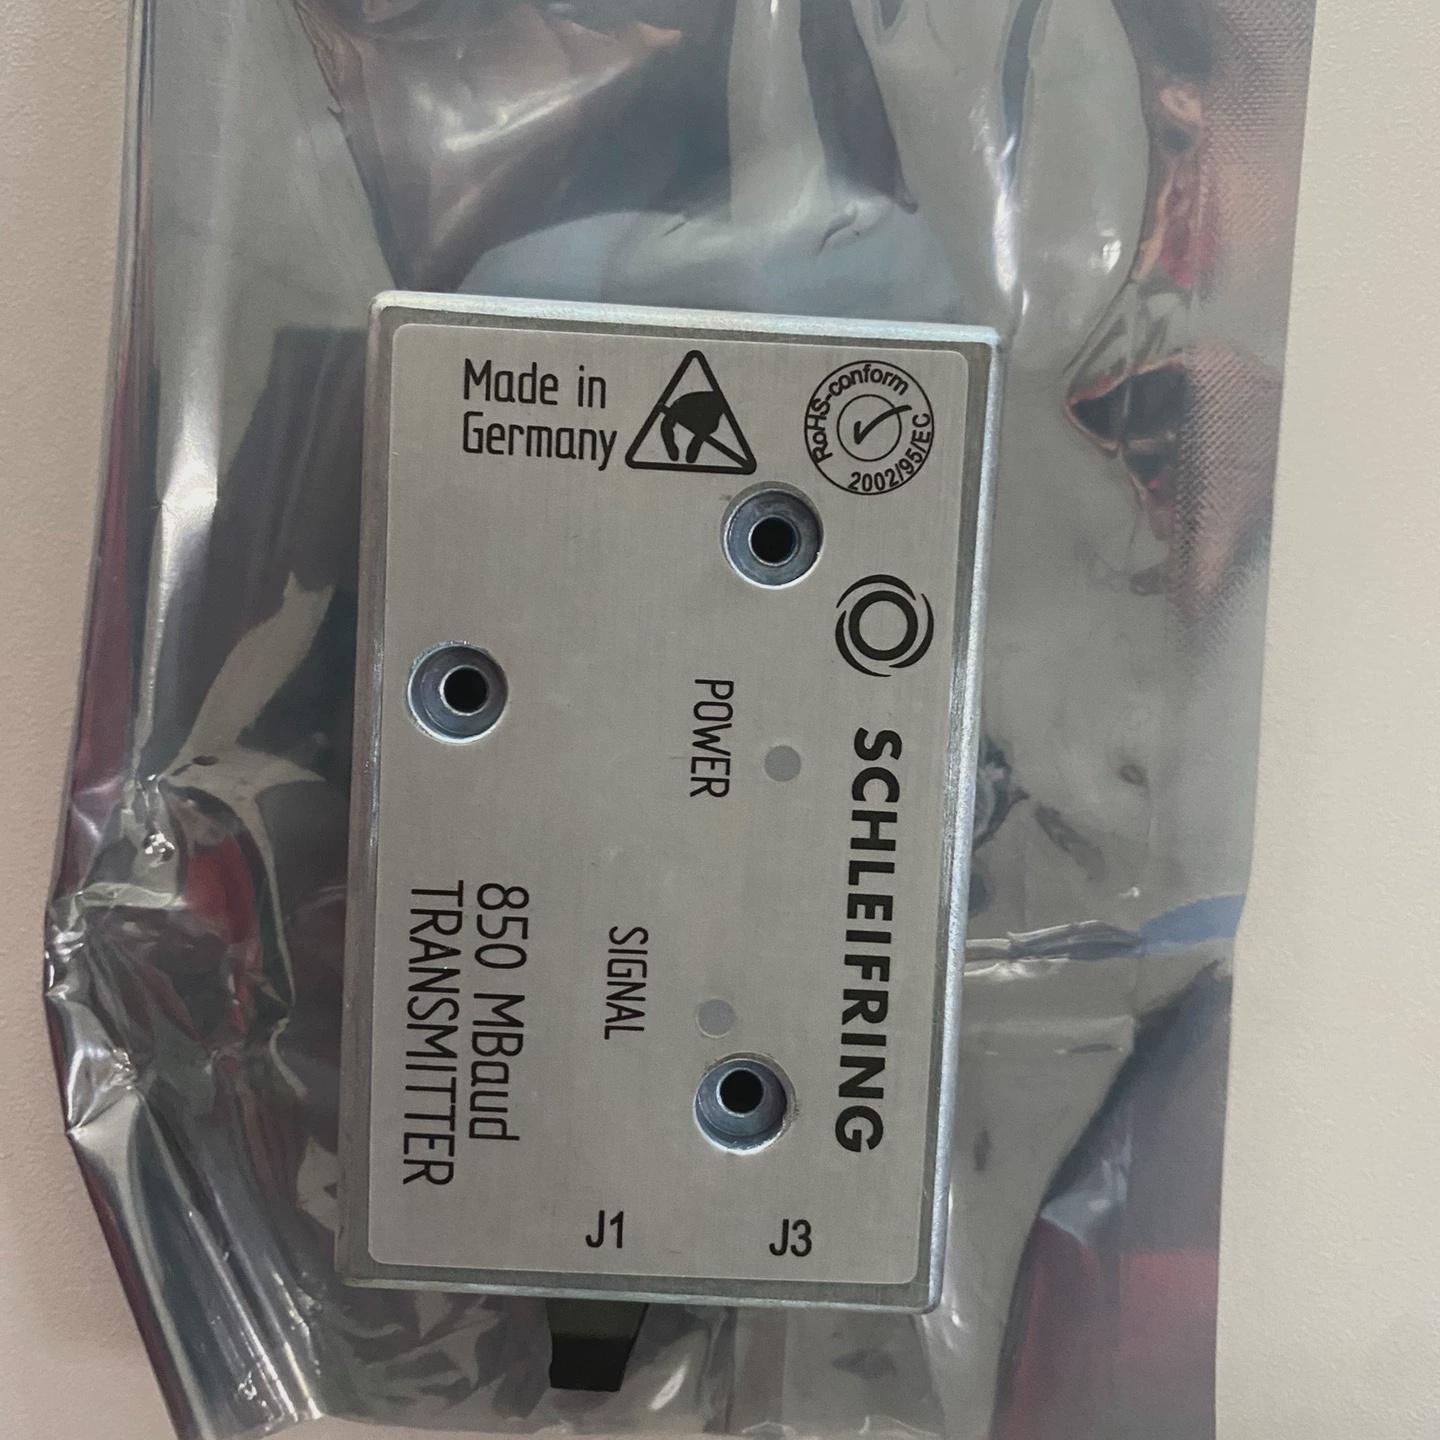 Made in
Germany
RoHS-conform
2002/95/EC
SCHLEIFRING
POWER
SIGNAL
850 MBaud
TRANSMITTER
J1
J3